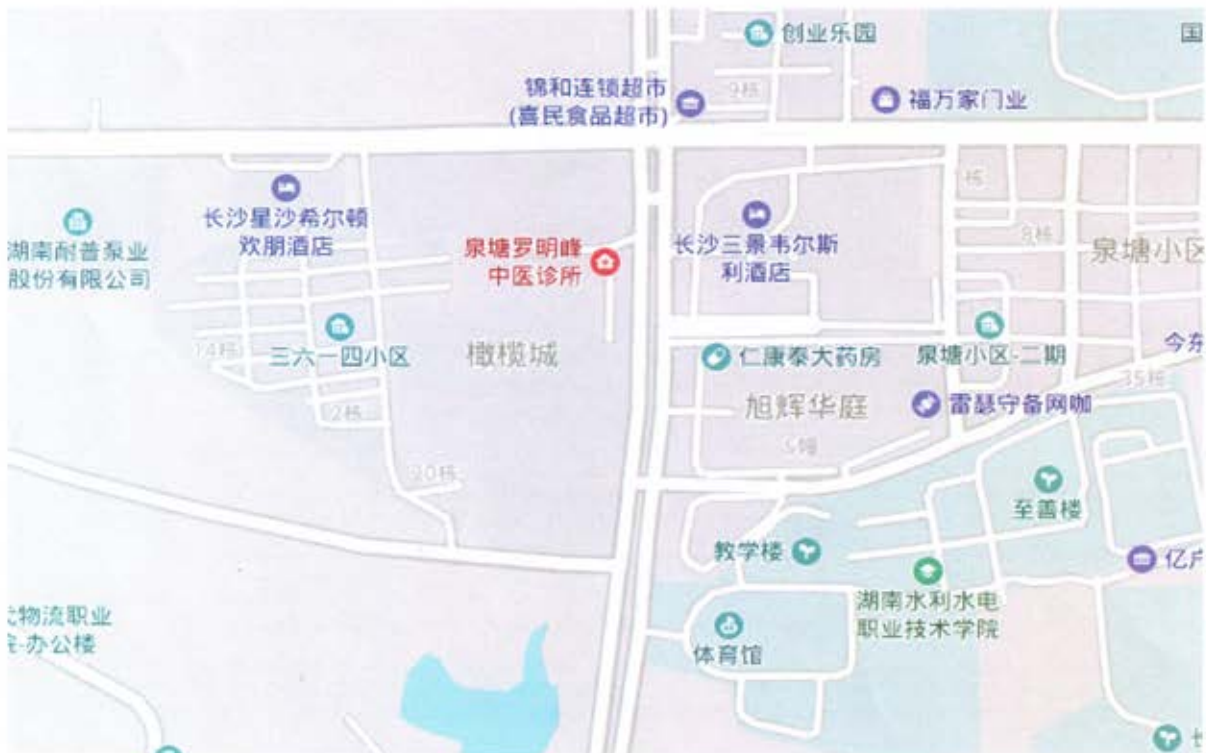 创业乐园
国
锦和连锁超市
(喜民食品超市)
9栋
福万家门业
长沙星沙希尔顿
欢朋酒店
湖南耐普泵业
股份有限公司
泉塘罗明峰
中医诊所
长沙三景韦尔斯
利酒店
栋
8栋
泉塘小区
三六一四小区
14栋
橄榄城
仁康泰大药房
泉塘小区-二期
今东
35栋
2栋
旭辉华庭
雷瑟守备网咖
5幢
20栋
至善楼
教学楼
亿户
湖南水利水电
职业技术学院
物流职业
院-办公楼
体育馆
长